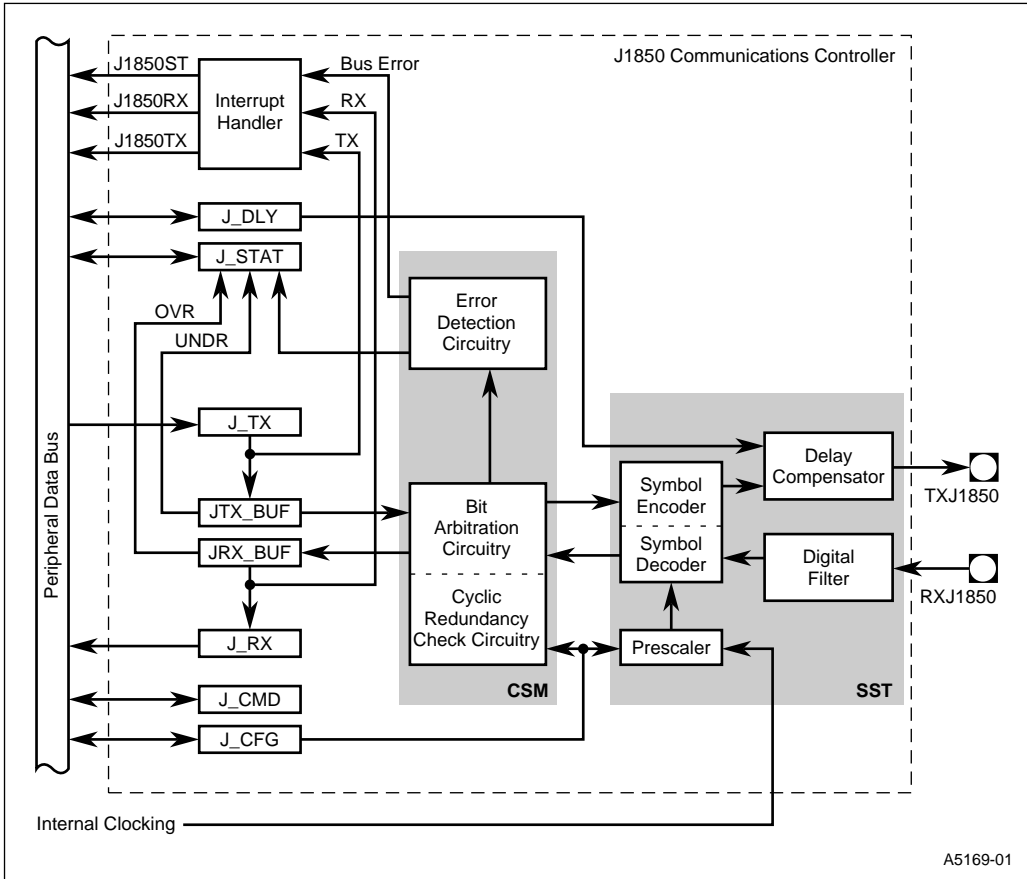 J1850 Communications Controller
J1850ST
J1850RX
J1850TX
Interrupt
Handler
Bus Error
RX
TX
J_DLY
J_STAT
OVR
UNDR
Error
Detection
Circuitry
Peripheral Data Bus
J_TX
JTX_BUF
JRX_BUF
J_RX
J_CMD
J_CFG
Bit
Arbitration
Circuitry
Cyclic
Redundancy
Check Circuitry
CSM
Symbol
Encoder
Symbol
Decoder
Prescaler
Delay
Compensator
Digital
Filter
SST
TXJ1850
RXJ1850
Internal Clocking
A5169-01